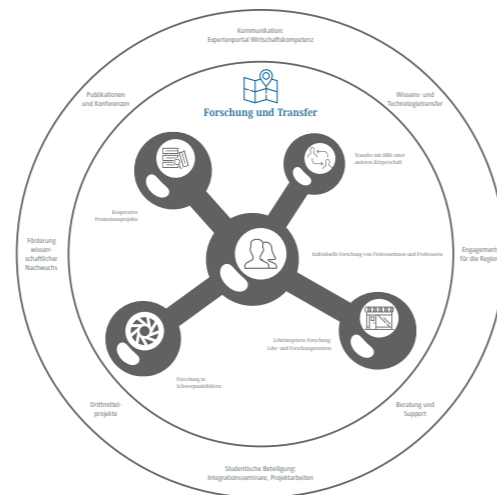 Kommunikation:
Expertenportal Wirtschaftskompetenz
Publikationen
und Konferenzen
Wissens- und
Technologietransfer
Forschung und Transfer
Transfer mit Hilfe einer
anderen Körperschaft
Kooperative
Promotionsprojekte
Förderung
wissen-
schaftlicher
Nachwuchs
Individuelle Forschung von Professorinnen und Professoren
Engagement
für die Region
Lehrintegrierte Forschung:
Lehr- und Forschungszentren
Forschung in
Schwerpunktfeldern
Drittmittel-
projekte
Beratung und
Support
Studentische Beteiligung:
Integrationsseminare, Projektarbeiten